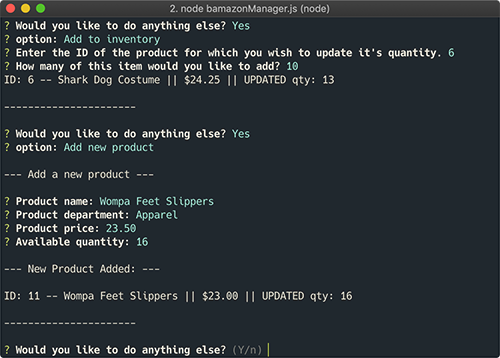 2. node bamazonManager.js (node)
? Would you like to do anything else? Yes
? option: Add to inventory
? Enter the ID of the product for which you wish to update it's quantity. 6
? How many of this item would you like to add? 10
ID: 6 -- Shark Dog Costume || $24.25 || UPDATED qty: 13
----------------------
? Would you like to do anything else? Yes
? option: Add new product
--- Add a new product ---
? Product name: Wompa Feet Slippers
? Product department: Apparel
? Product price: 23.50
? Available quantity: 16
--- New Product Added: ---
ID: 11 -- Wompa Feet Slippers || $23.00 || UPDATED qty: 16
----------------------
? Would you like to do anything else? (Y/n)